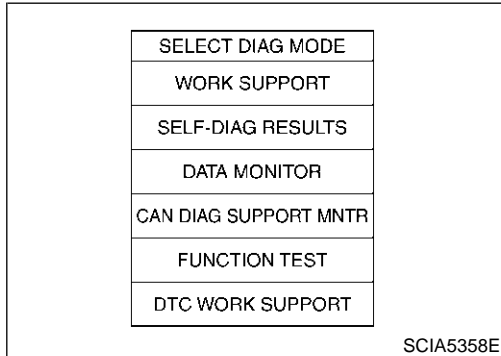 SELECT DIAG MODE
WORK SUPPORT
SELF-DIAG RESULTS
DATA MONITOR
CAN DIAG SUPPORT MNTR
FUNCTION TEST
DTC WORK SUPPORT
SCIA5358E